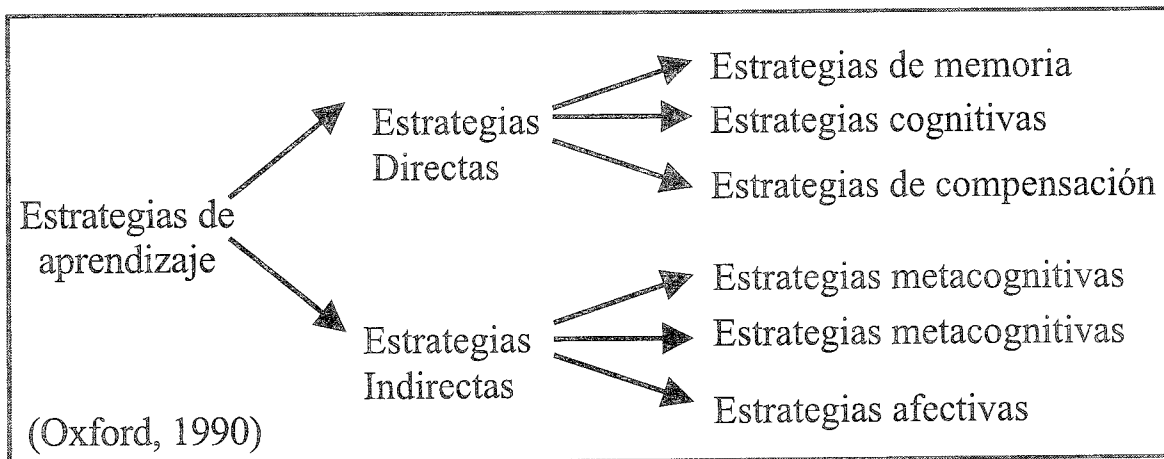 Estrategias de
aprendizaje
Estrategias
Directas
Estrategias de memoria
Estrategias cognitivas
Estrategias de compensación
Estrategias
Indirectas
Estrategias metacognitivas
Estrategias metacognitivas
Estrategias afectivas
(Oxford, 1990)